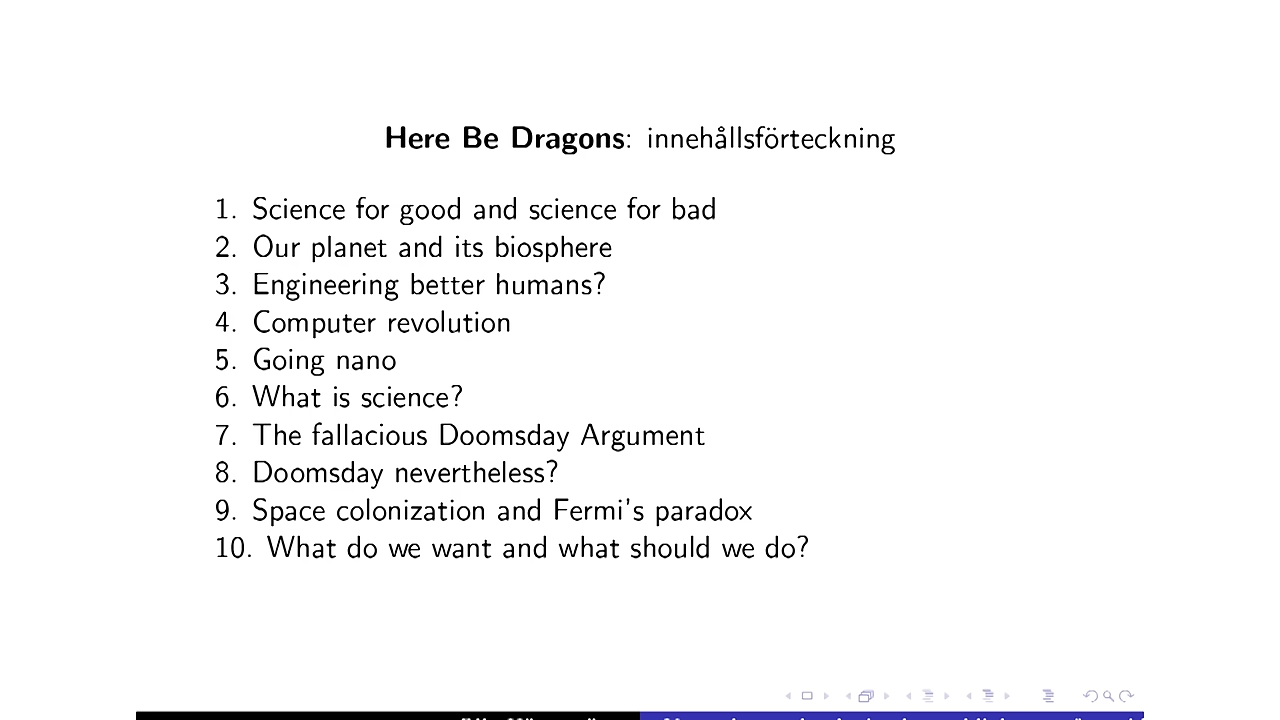 Here Be Dragons: innehållsförteckning
1. Science for good and science for bad
2. Our planet and its biosphere
3. Engineering better humans?
4. Computer revolution
5. Going nano
6. What is science?
7. The fallacious Doomsday Argument
8. Doomsday nevertheless?
9. Space colonization and Fermi's paradox
10. What do we want and what should we do?